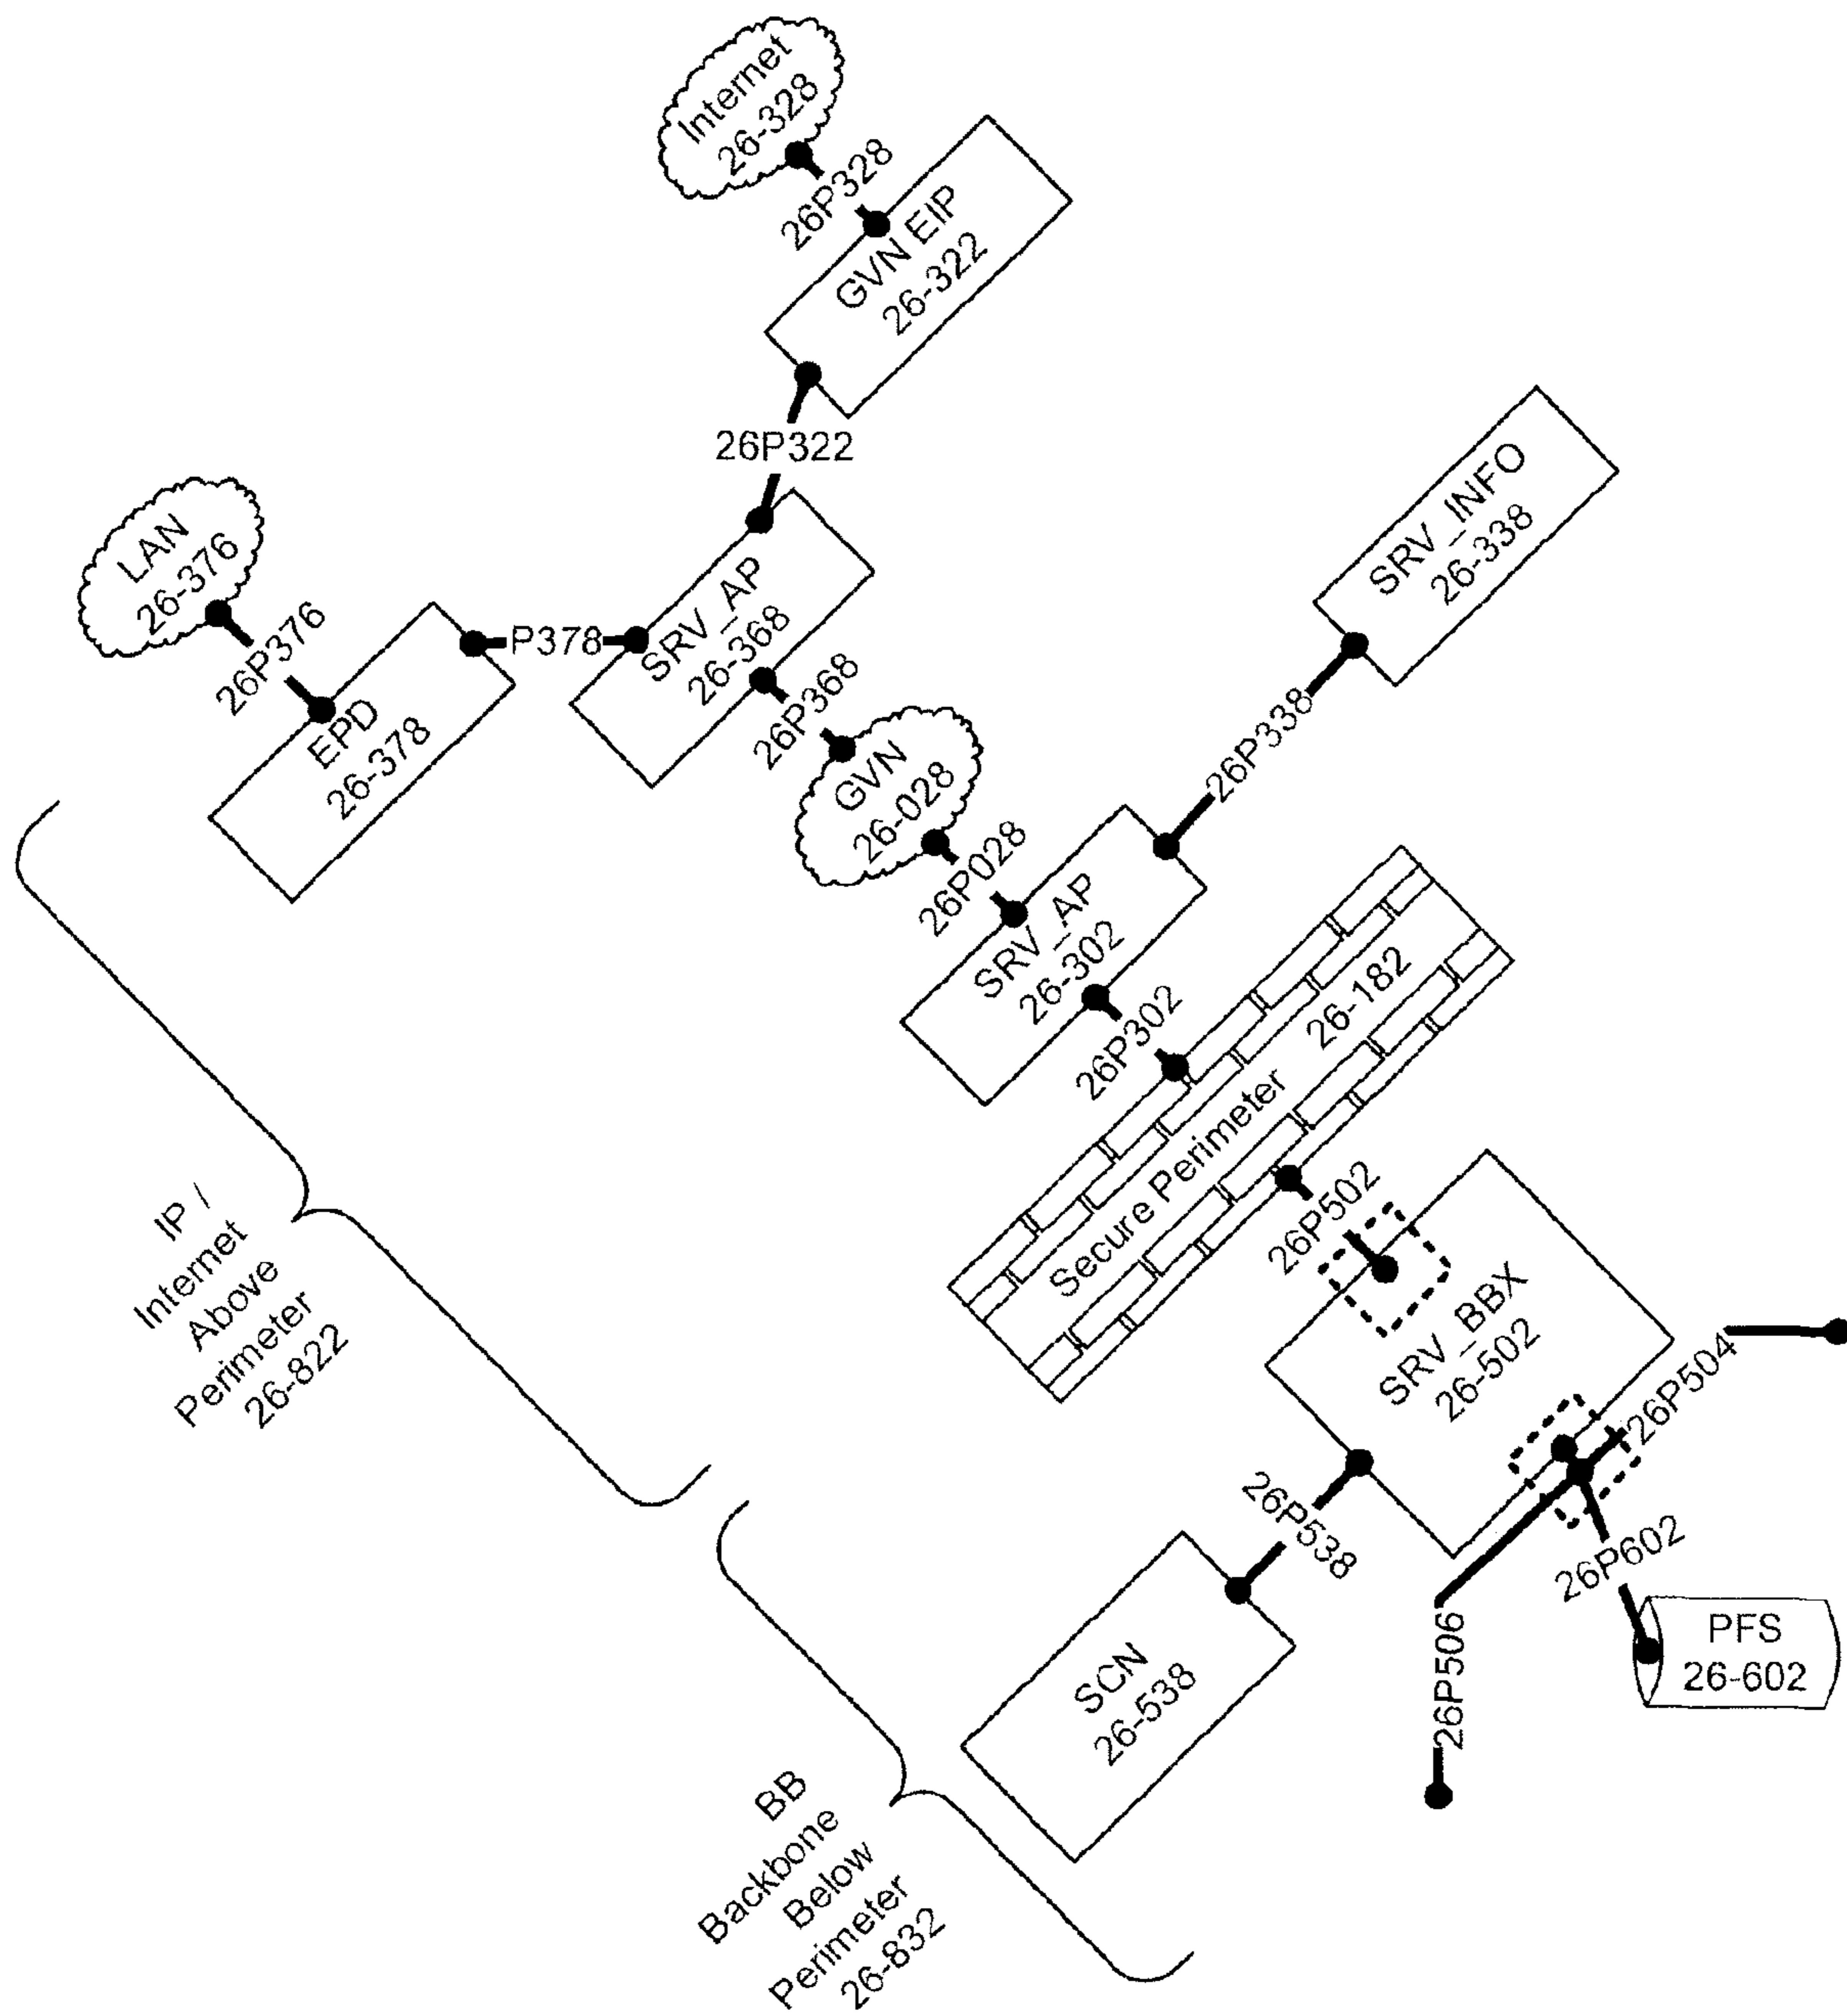 Internet
26-328
26P328
GVN EIP
26-322
26P322
LAN
26-376
26P376
EPD
26-378
P378
SRV_AP
26-368
26P368
GVN
26-028
26P028
SRV_AP
26-302
26P302
26P338
SRV_INFO
26-338
Secure Perimeter
26-182
26P502
SRV_BBX
26-502
26P504
26P538
SCN
26-538
26P506
26P602
PFS
26-602
IP /
Internet
Above
Perimeter
26-822
BB
Backbone
Below
Perimeter
26-832